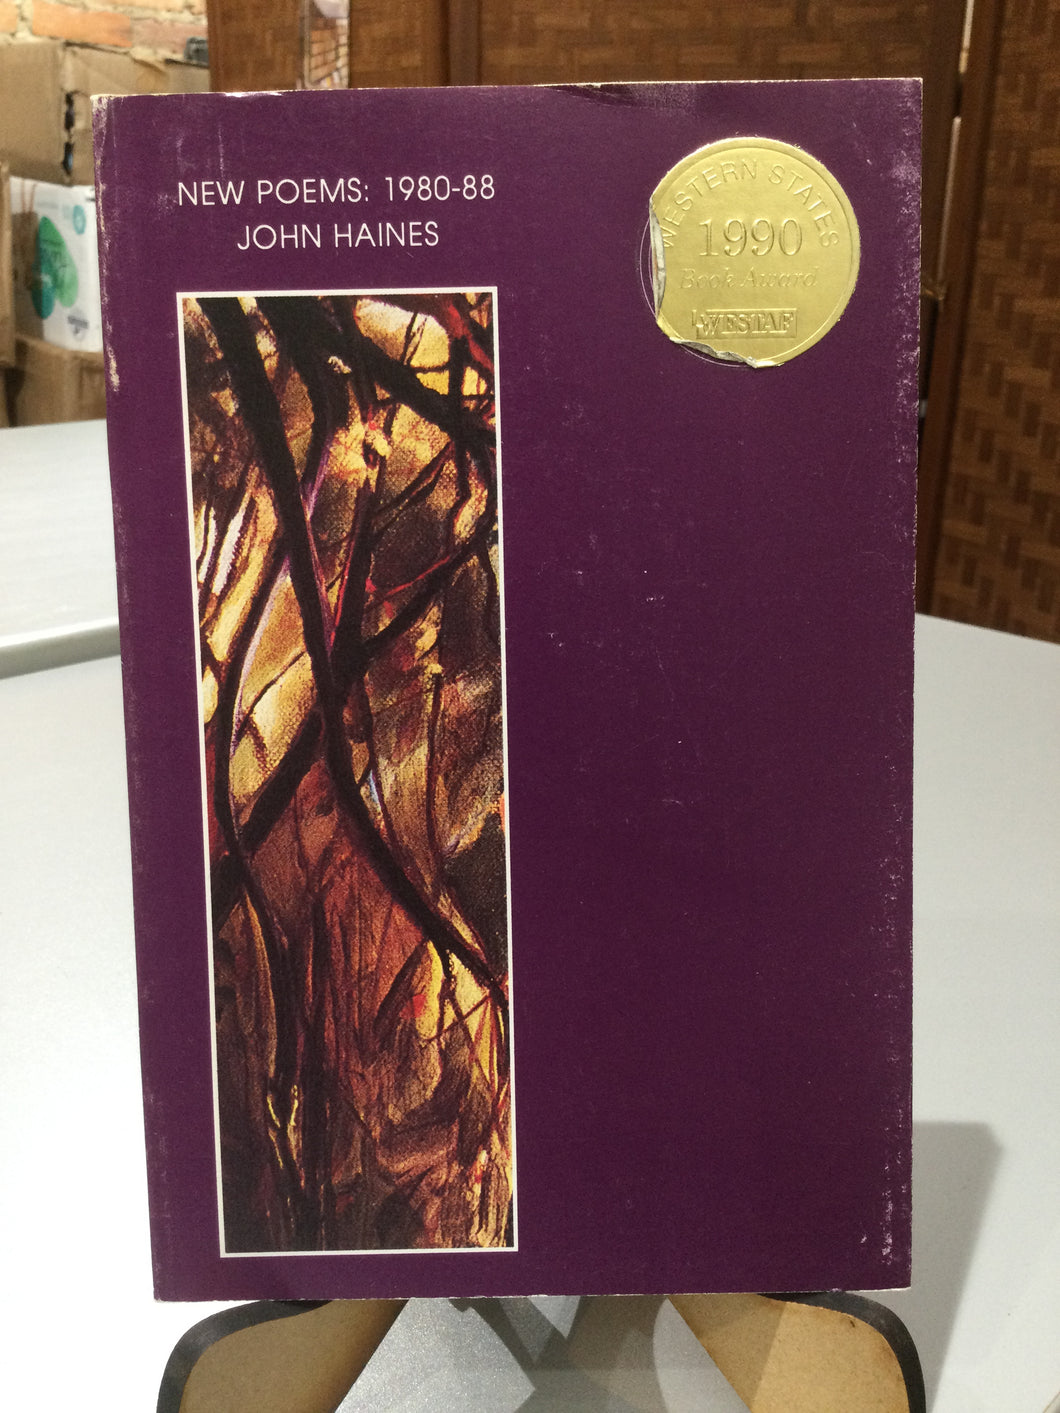 NEW POEMS: 1980-88
JOHN HAINES
WESTERN STATES
1990
Book Award
WESTAF